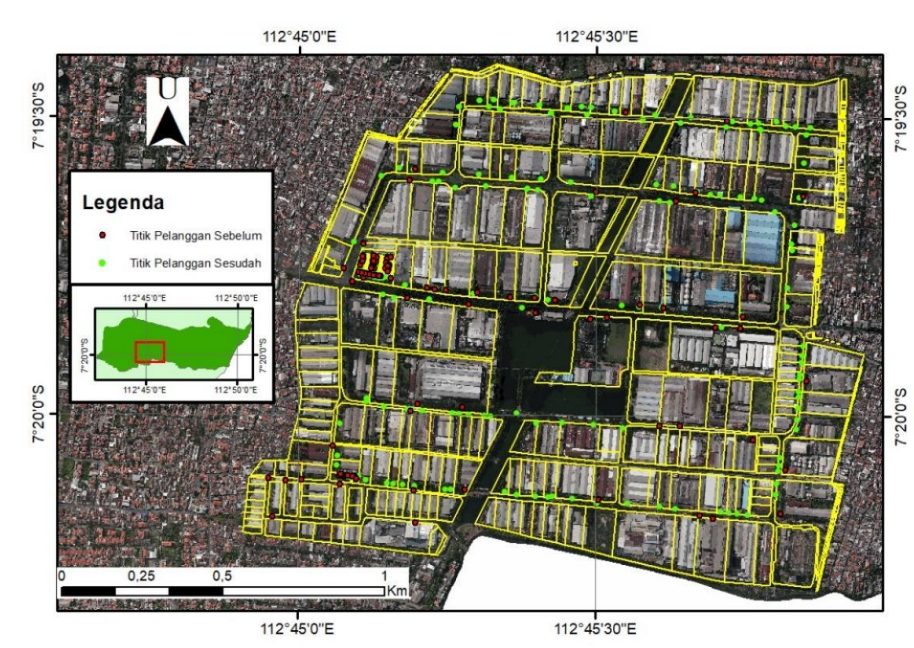 112°45'0"E 112°45'30"E
7°19'30"S
7°19'30"S
U
Legenda
Titik Pelanggan Sebelum
Titik Pelanggan Sesudah
112°45'0"E 112°50'0"E
7°20'0"S
7°20'0"S
112°45'0"E 112°50'0"E
7°20'0"S
7°20'0"S
0 0,25 0,5 1
Km
112°45'0"E 112°45'30"E